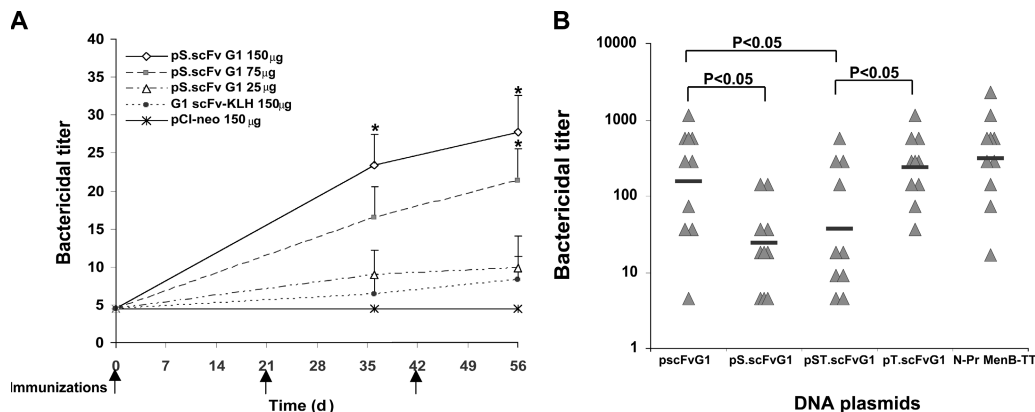 A
Bactericidal titer
40
35
30
25
20
15
10
5
0
pS.scFv G1 150µg
pS.scFv G1 75µg
pS.scFv G1 25µg
G1 scFv-KLH 150µg
pCI-neo 150 µg
*
*
*
0 7 14 21 28 35 42 49 56
Immunizations
Time (d)
B
Bactericidal titer
10000
1000
100
10
1
P<0.05
P<0.05
P<0.05
pscFvG1 pS.scFvG1 pST.scFvG1 pT.scFvG1 N-Pr MenB-TT
DNA plasmids